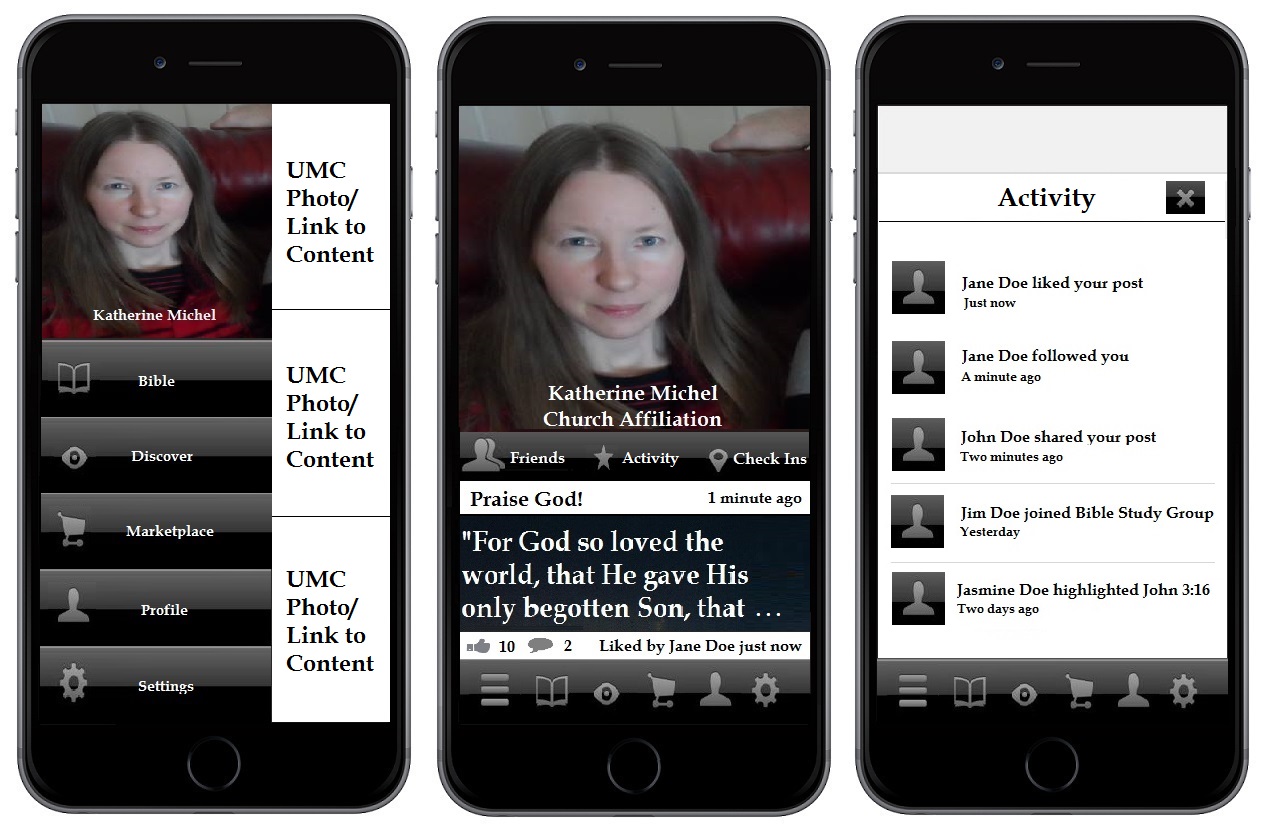 UMC
Photo/
Link to
Content
Katherine Michel
UMC
Photo/
Link to
Content
Bible
Discover
Marketplace
UMC
Photo/
Link to
Content
Profile
Settings
Katherine Michel
Church Affiliation
Friends Activity Check Ins
Praise God! 1 minute ago
"For God so loved the
world, that He gave His
only begotten Son, that ...
10 2 Liked by Jane Doe just now
Activity
Jane Doe liked your post
Just now
Jane Doe followed you
A minute ago
John Doe shared your post
Two minutes ago
Jim Doe joined Bible Study Group
Yesterday
Jasmine Doe highlighted John 3:16
Two days ago